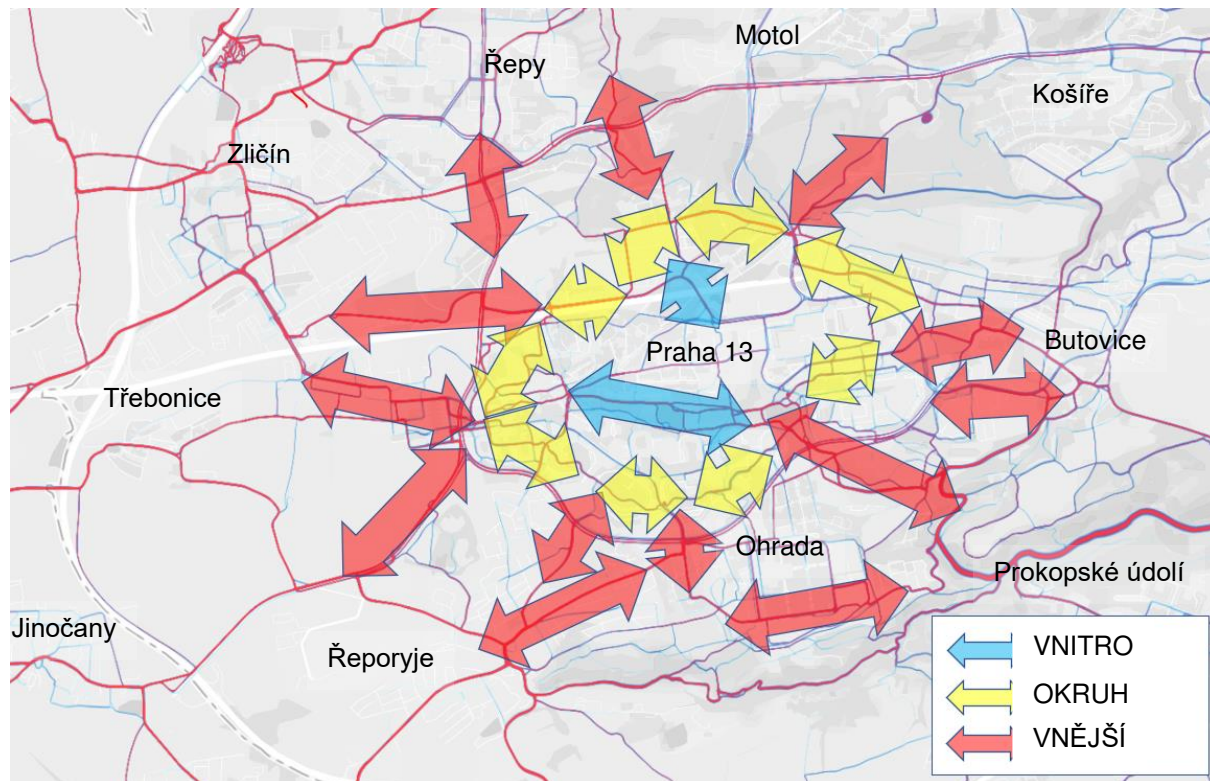 Motol
Řepy
Košíře
Zličín
Praha 13
Butovice
Třebonice
Ohrada
Prokopské údolí
Jinočany
Řeporyje
VNITRO
OKRUH
VNĚJŠÍ